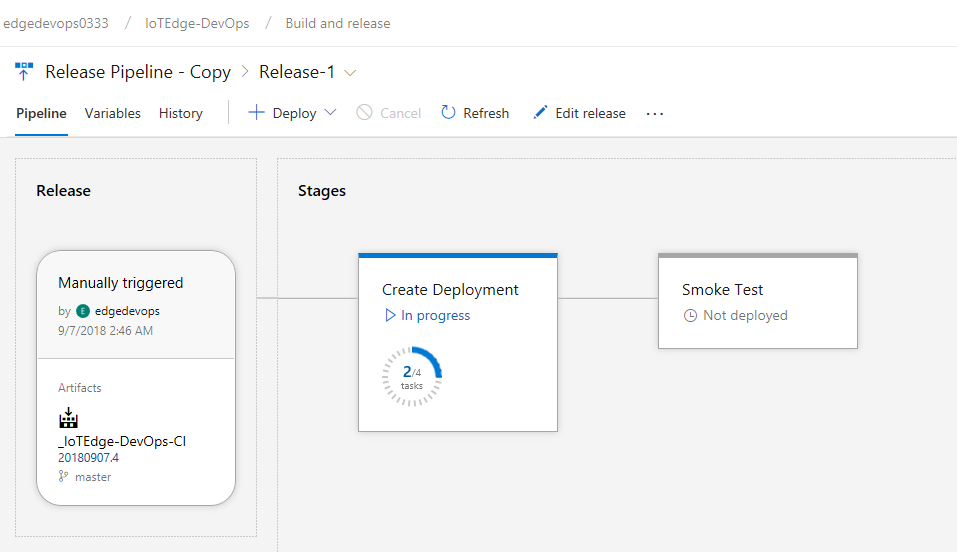 edgedevops0333 / IoTEdge-DevOps / Build and release
Release Pipeline - Copy > Release-1
Pipeline Variables History Deploy Cancel Refresh Edit release ...
Release
Manually triggered
by E edgedevops
9/7/2018 2:46 AM
Artifacts
_IoTEdge-DevOps-CI
20180907.4
master
Stages
Create Deployment
In progress
2/4
tasks
Smoke Test
Not deployed